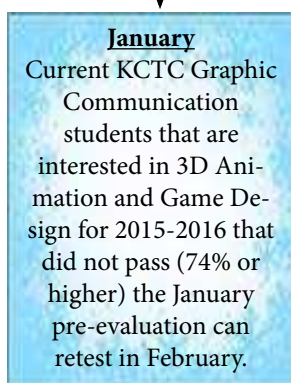 January
Current KCTC Graphic
Communication
students that are
interested in 3D Ani-
mation and Game De-
sign for 2015-2016 that
did not pass (74% or
higher) the January
pre-evaluation can
retest in February.